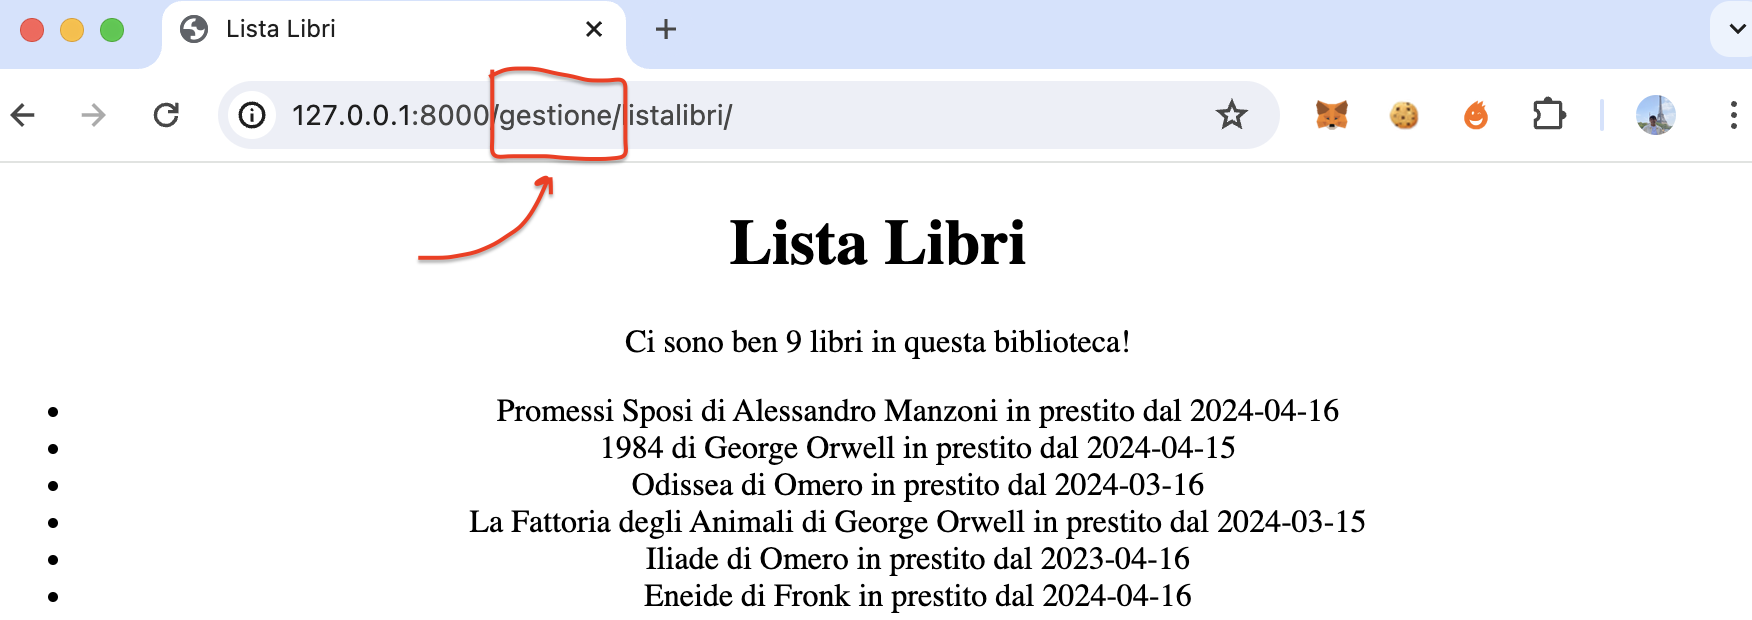 Lista Libri
127.0.0.1:8000/gestione/listalibri/
Lista Libri
Ci sono ben 9 libri in questa biblioteca!
Promessi Sposi di Alessandro Manzoni in prestito dal 2024-04-16
1984 di George Orwell in prestito dal 2024-04-15
Odissea di Omero in prestito dal 2024-03-16
La Fattoria degli Animali di George Orwell in prestito dal 2024-03-15
Iliade di Omero in prestito dal 2023-04-16
Eneide di Fronk in prestito dal 2024-04-16